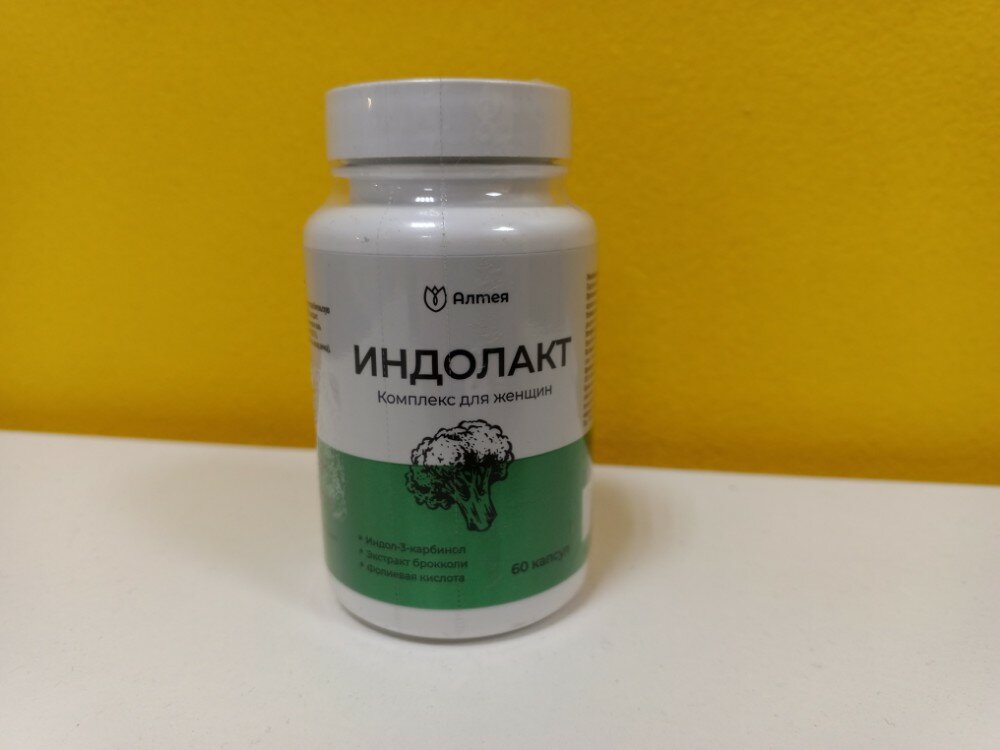 Алтея
ИНДОЛАКТ
Комплекс для женщин
Индол-3-карбинол
Экстракт брокколи
Фолиевая кислота
60 капсул